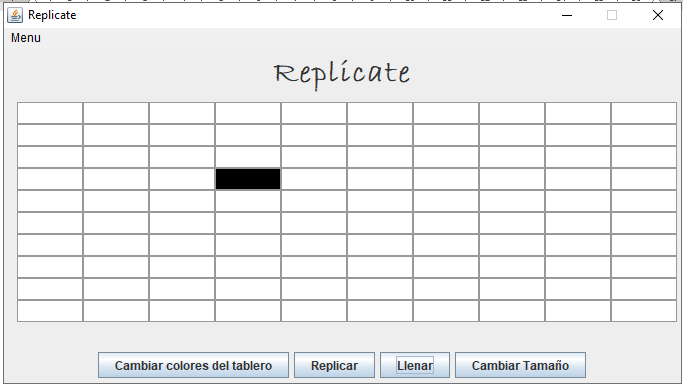 Replicate
Menu
Replicate
Cambiar colores del tablero Replicar Llenar Cambiar Tamaño